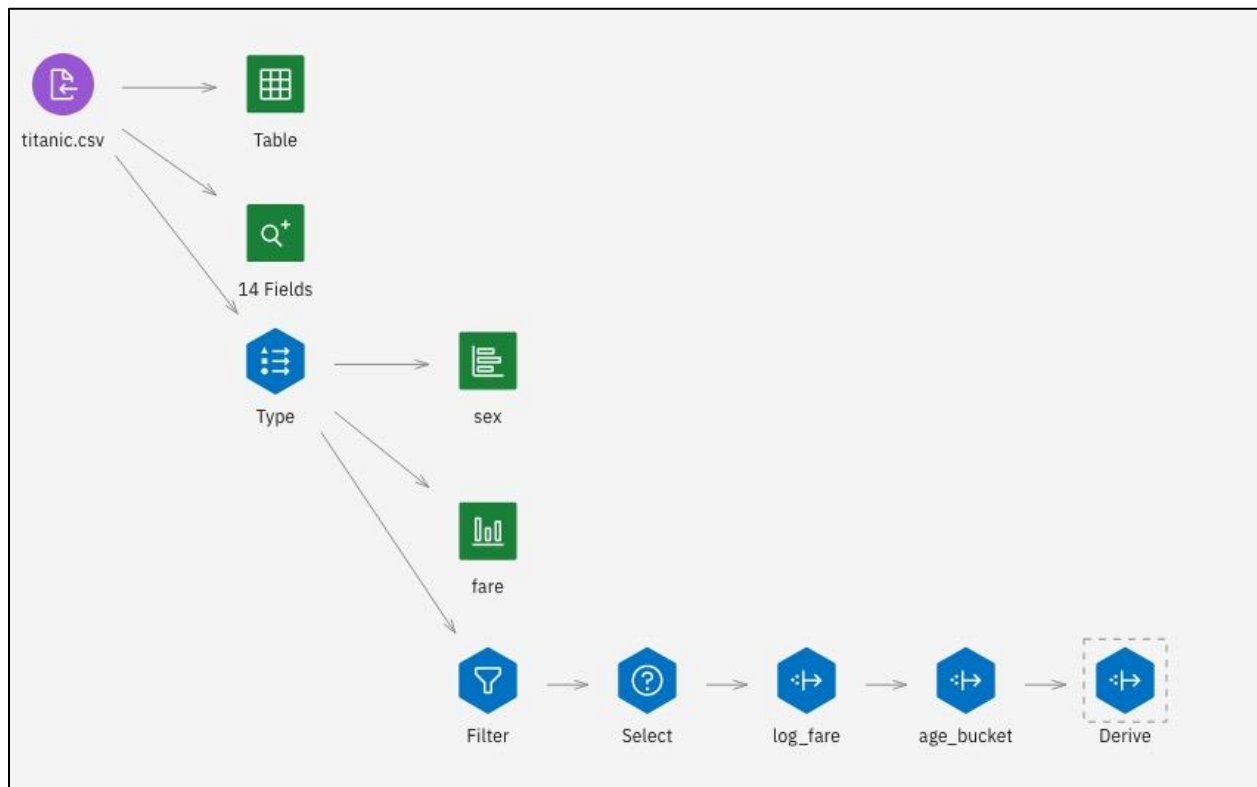 titanic.csv
Table
14 Fields
Type
sex
fare
Filter
Select
log_fare
age_bucket
Derive